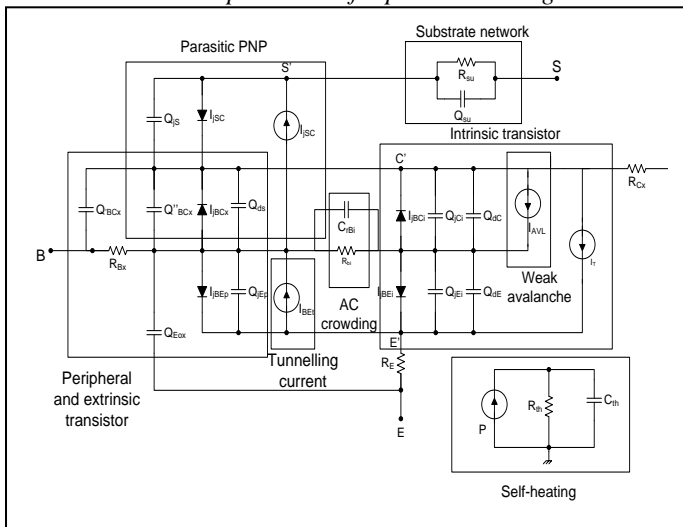 Substrate network
Parasitic PNP
S'
S
Rsu
Qsu
QjS
IjSC
IjSC
Intrinsic transistor
C'
RCx
Q'BCx
Q''BCx
IjBCx
Qds
CrBi
IjBCi
QjCi
QdC
IAVL
IT
B
RBx
Rbi
IjBEp
QjEp
IBEt
AC
crowding
IjBEi
QjEi
QdE
Weak
avalanche
QEox
E'
RE
Tunnelling
current
Peripheral
and extrinsic
transistor
E
P
Rth
Cth
Self-heating